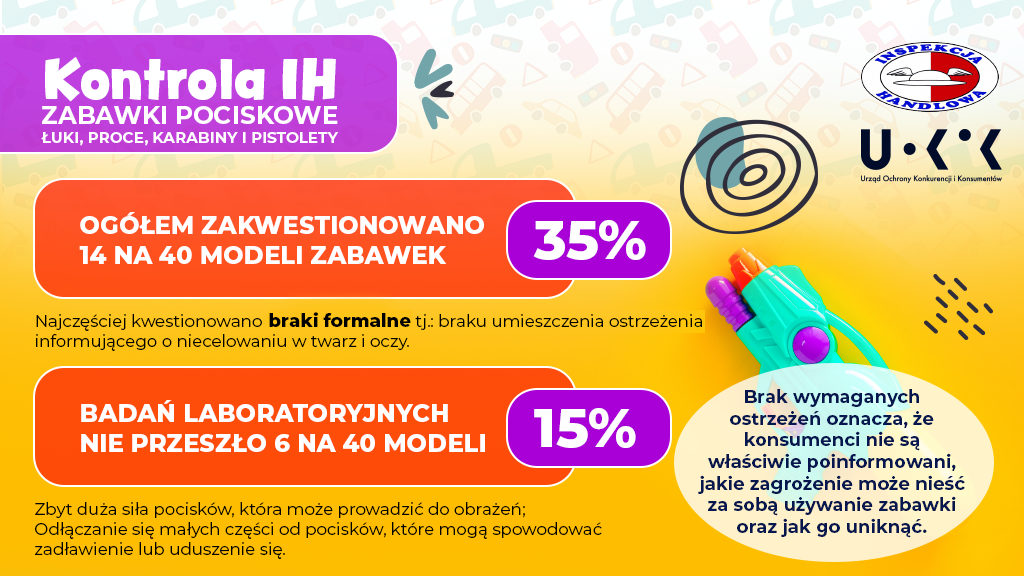 Kontrola IH
ZABAWKI POCISKOWE
ŁUKI, PROCE, KARABINY I PISTOLETY
INSPEKCJA
HANDLOWA
UOKiK
Urząd Ochrony Konkurencji i Konsumentów
OGÓŁEM ZAKWESTIONOWANO
14 NA 40 MODELI ZABAWEK
35%
Najczęściej kwestionowano braki formalne tj.: braku umieszczenia ostrzeżenia
informującego o niecelowaniu w twarz i oczy.
BADAŃ LABORATORYJNYCH
NIE PRZESZŁO 6 NA 40 MODELI
15%
Zbyt duża siła pocisków, która może prowadzić do obrażeń;
Odłączanie się małych części od pocisków, które mogą spowodować
zadławienie lub uduszenie się.
Brak wymaganych
ostrzeżeń oznacza, że
konsumenci nie są
właściwie poinformowani,
jakie zagrożenie może nieść
za sobą używanie zabawki
oraz jak go uniknąć.